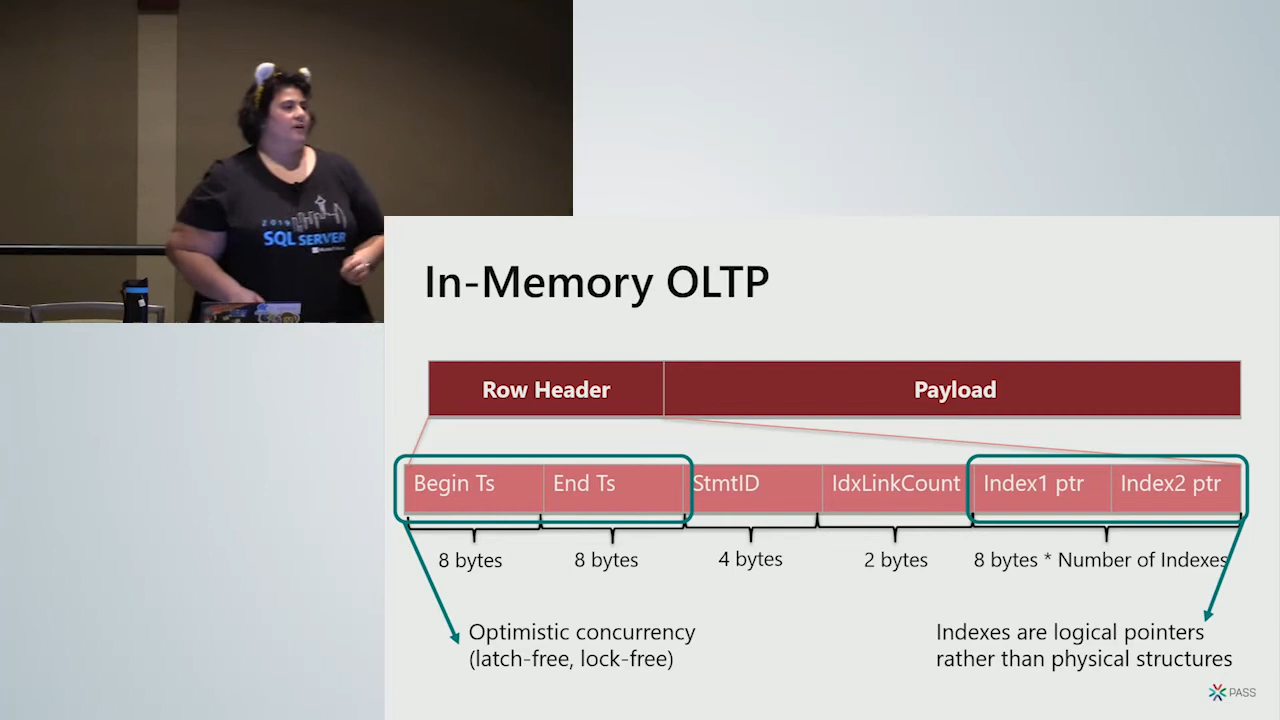 2019
SQL SERVER
In-Memory OLTP
Row Header Payload
Begin Ts End Ts StmtID IdxLinkCount Index1 ptr Index2 ptr
8 bytes 8 bytes 4 bytes 2 bytes 8 bytes * Number of Indexes
Optimistic concurrency
(latch-free, lock-free)
Indexes are logical pointers
rather than physical structures
PASS